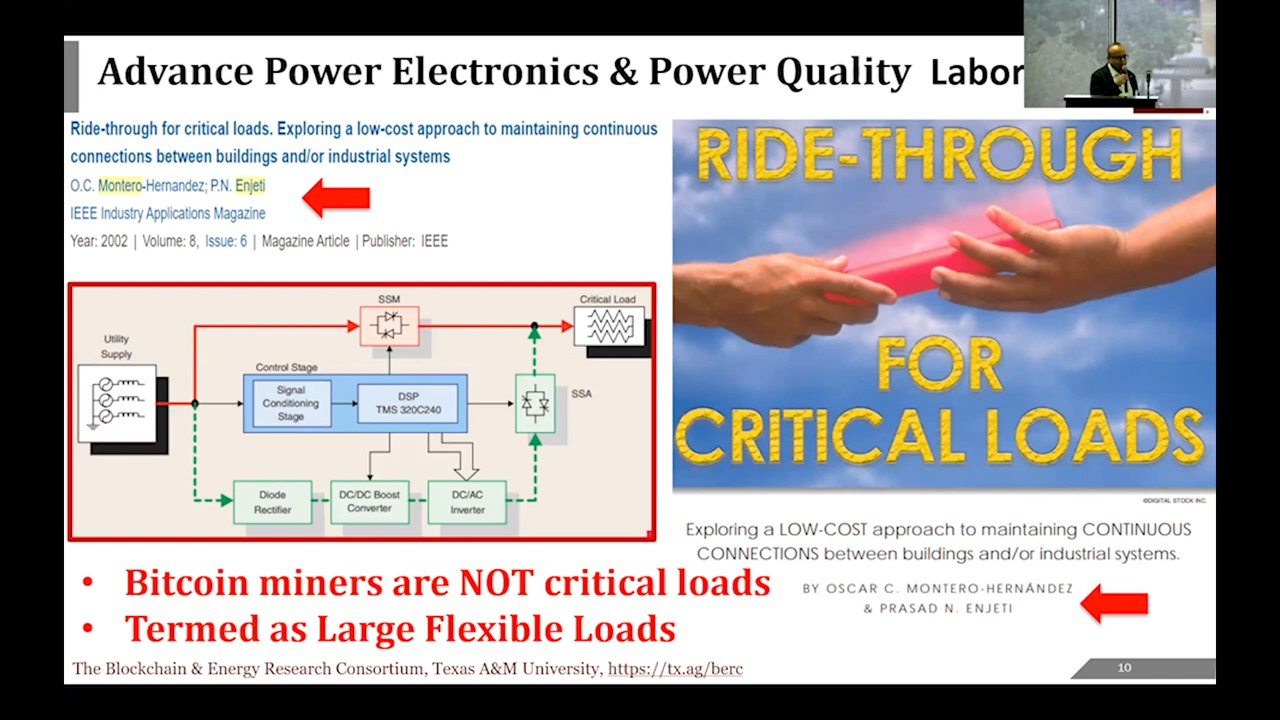 Advance Power Electronics & Power Quality Labor
Ride-through for critical loads. Exploring a low-cost approach to maintaining continuous
connections between buildings and/or industrial systems
O.C. Montero-Hernandez; P.N. Enjeti
IEEE Industry Applications Magazine
Year: 2002 | Volume: 8, Issue: 6 | Magazine Article | Publisher: IEEE
SSM
Critical Load
Utility
Supply
Control Stage
Signal
Conditioning
Stage
DSP
TMS 320C240
SSA
Diode
Rectifier
DC/DC Boost
Converter
DC/AC
Inverter
RIDE-THROUGH
FOR
CRITICAL LOADS
©DIGITAL STOCK INC.
Exploring a LOW-COST approach to maintaining CONTINUOUS
CONNECTIONS between buildings and/or industrial systems.
BY OSCAR C. MONTERO-HERNÁNDEZ
& PRASAD N. ENJETI
• Bitcoin miners are NOT critical loads
• Termed as Large Flexible Loads
The Blockchain & Energy Research Consortium, Texas A&M University, https://tx.ag/berc
10